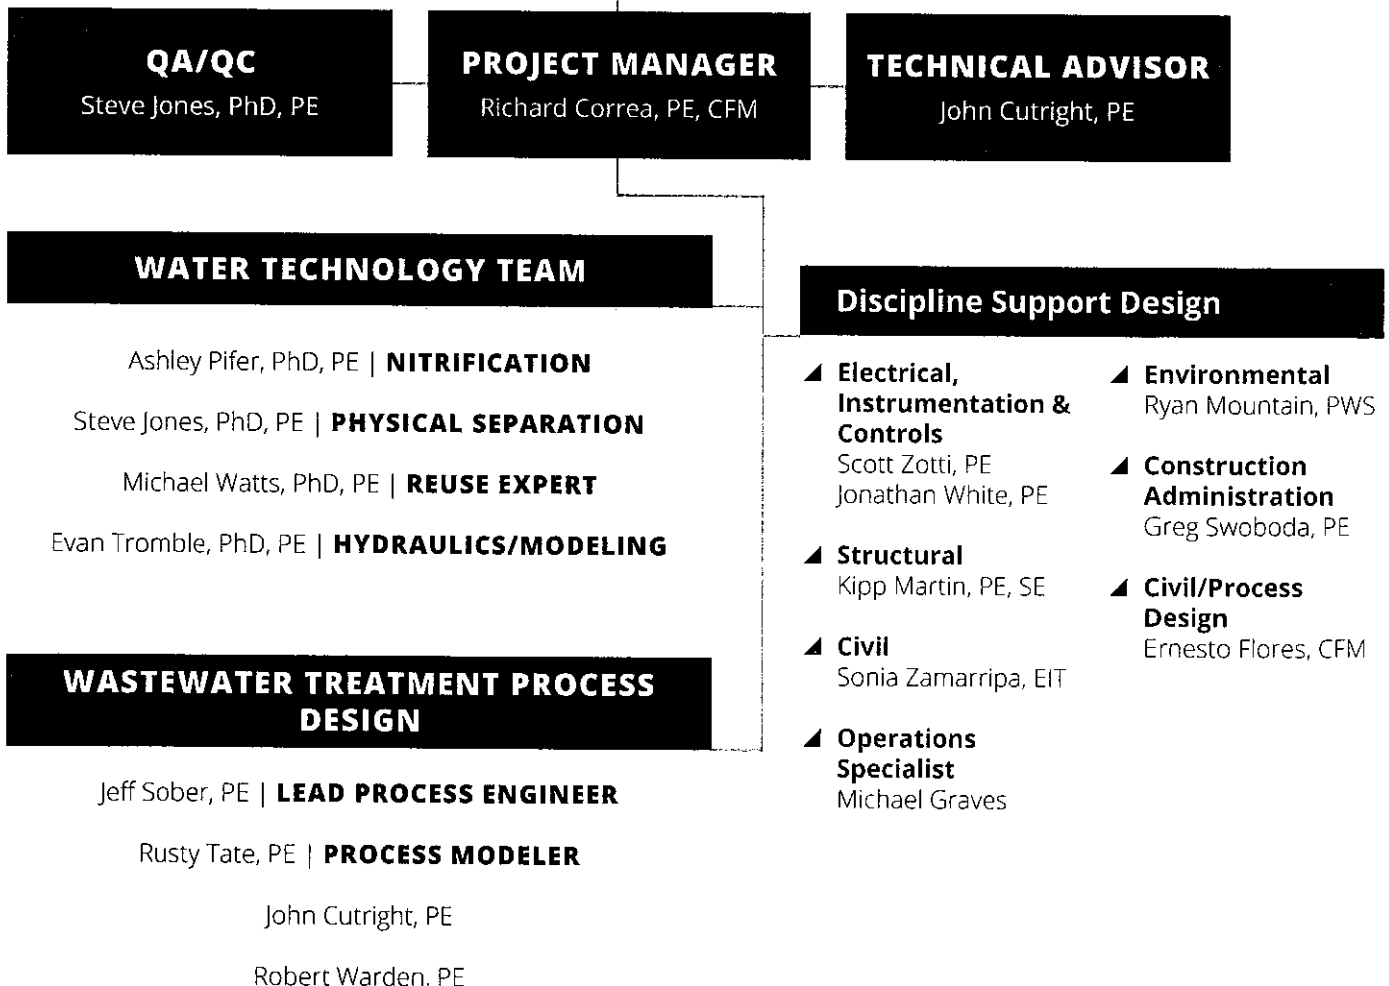 QA/QC
Steve Jones, PhD, PE
PROJECT MANAGER
Richard Correa, PE, CFM
TECHNICAL ADVISOR
John Cutright, PE
WATER TECHNOLOGY TEAM
Ashley Pifer, PhD, PE | NITRIFICATION
Steve Jones, PhD, PE | PHYSICAL SEPARATION
Michael Watts, PhD, PE | REUSE EXPERT
Evan Tromble, PhD, PE | HYDRAULICS/MODELING
WASTEWATER TREATMENT PROCESS
DESIGN
Jeff Sober, PE | LEAD PROCESS ENGINEER
Rusty Tate, PE | PROCESS MODELER
John Cutright, PE
Robert Warden, PE
Discipline Support Design
Electrical,
Instrumentation &
Controls
Scott Zotti, PE
Jonathan White, PE
Structural
Kipp Martin, PE, SE
Civil
Sonia Zamarripa, EIT
Operations
Specialist
Michael Graves
Environmental
Ryan Mountain, PWS
Construction
Administration
Greg Swoboda, PE
Civil/Process
Design
Ernesto Flores, CFM